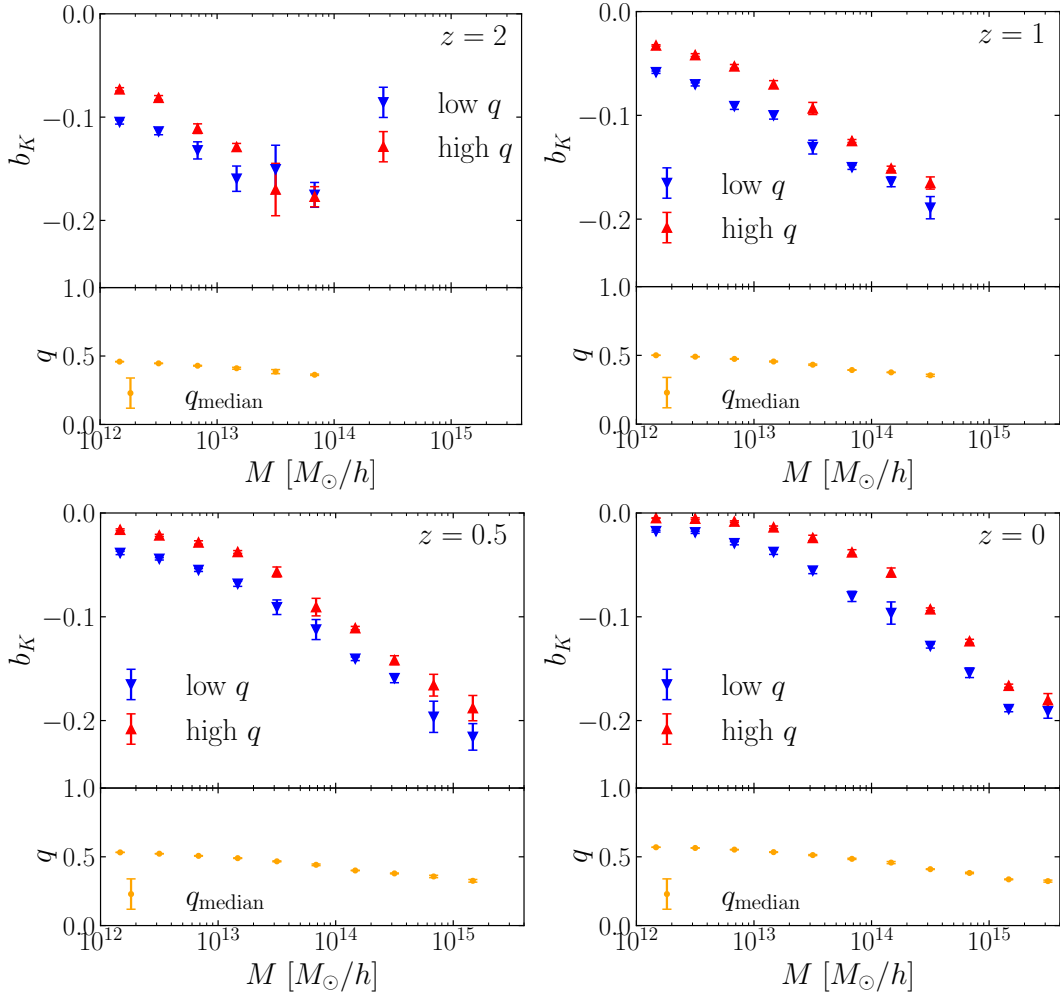 z = 2
0.0
−0.1
−0.2
b_K
low q
high q
1.0
0.5
0.0
q
q_median
10^12 10^13 10^14 10^15
M [M_⊙/h]
z = 1
0.0
−0.1
−0.2
b_K
low q
high q
1.0
0.5
0.0
q
q_median
10^12 10^13 10^14 10^15
M [M_⊙/h]
z = 0.5
0.0
−0.1
−0.2
b_K
low q
high q
1.0
0.5
0.0
q
q_median
10^12 10^13 10^14 10^15
M [M_⊙/h]
z = 0
0.0
−0.1
−0.2
b_K
low q
high q
1.0
0.5
0.0
q
q_median
10^12 10^13 10^14 10^15
M [M_⊙/h]